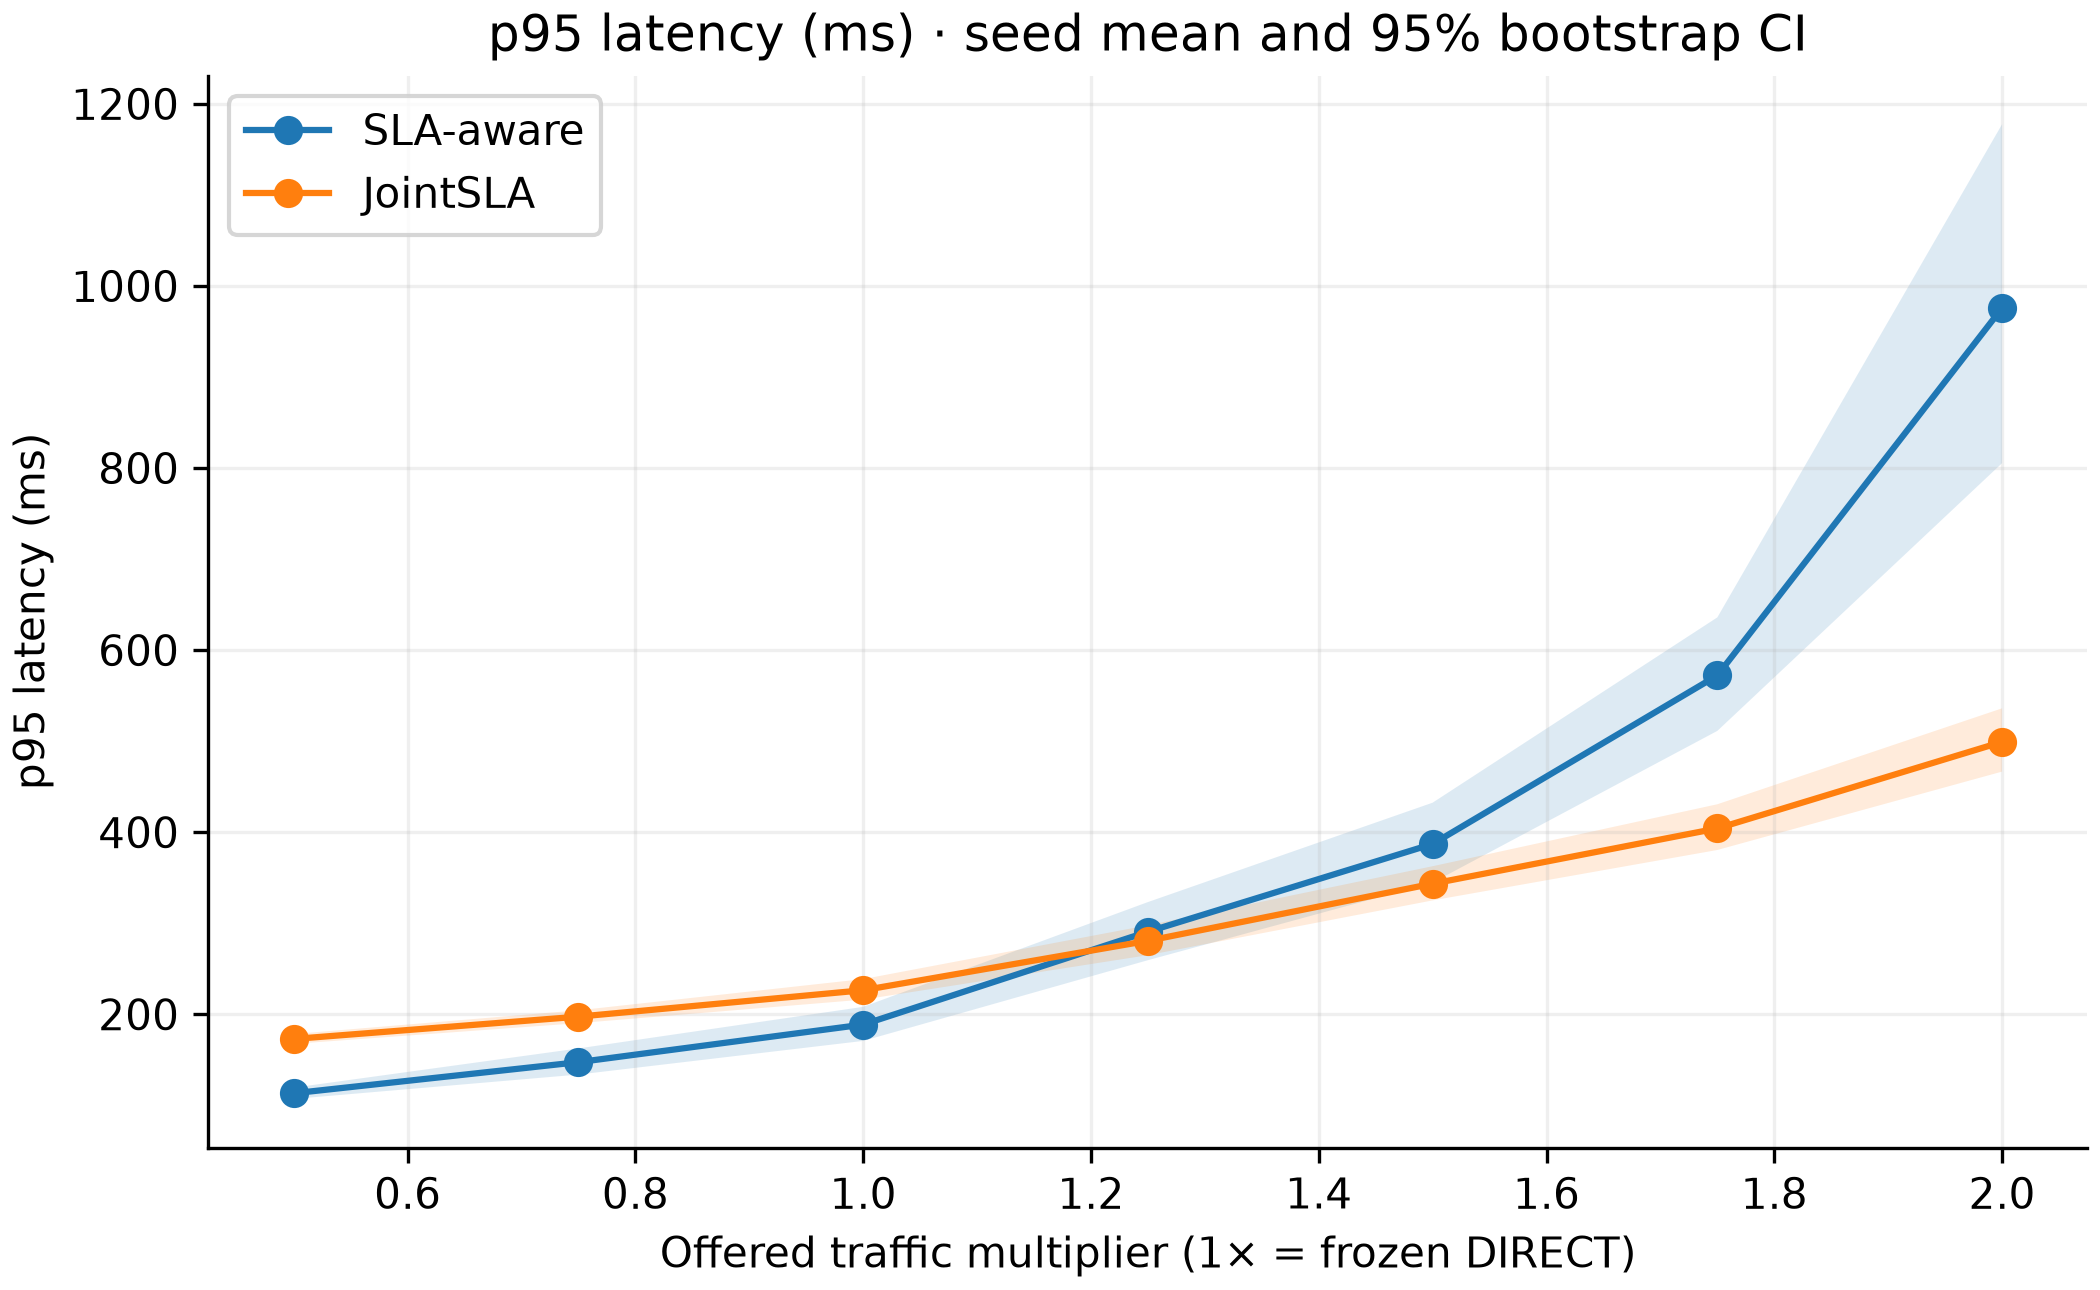 p95 latency (ms) · seed mean and 95% bootstrap CI
SLA-aware
JointSLA
p95 latency (ms)
1200
1000
800
600
400
200
0.6
0.8
1.0
1.2
1.4
1.6
1.8
2.0
Offered traffic multiplier (1× = frozen DIRECT)